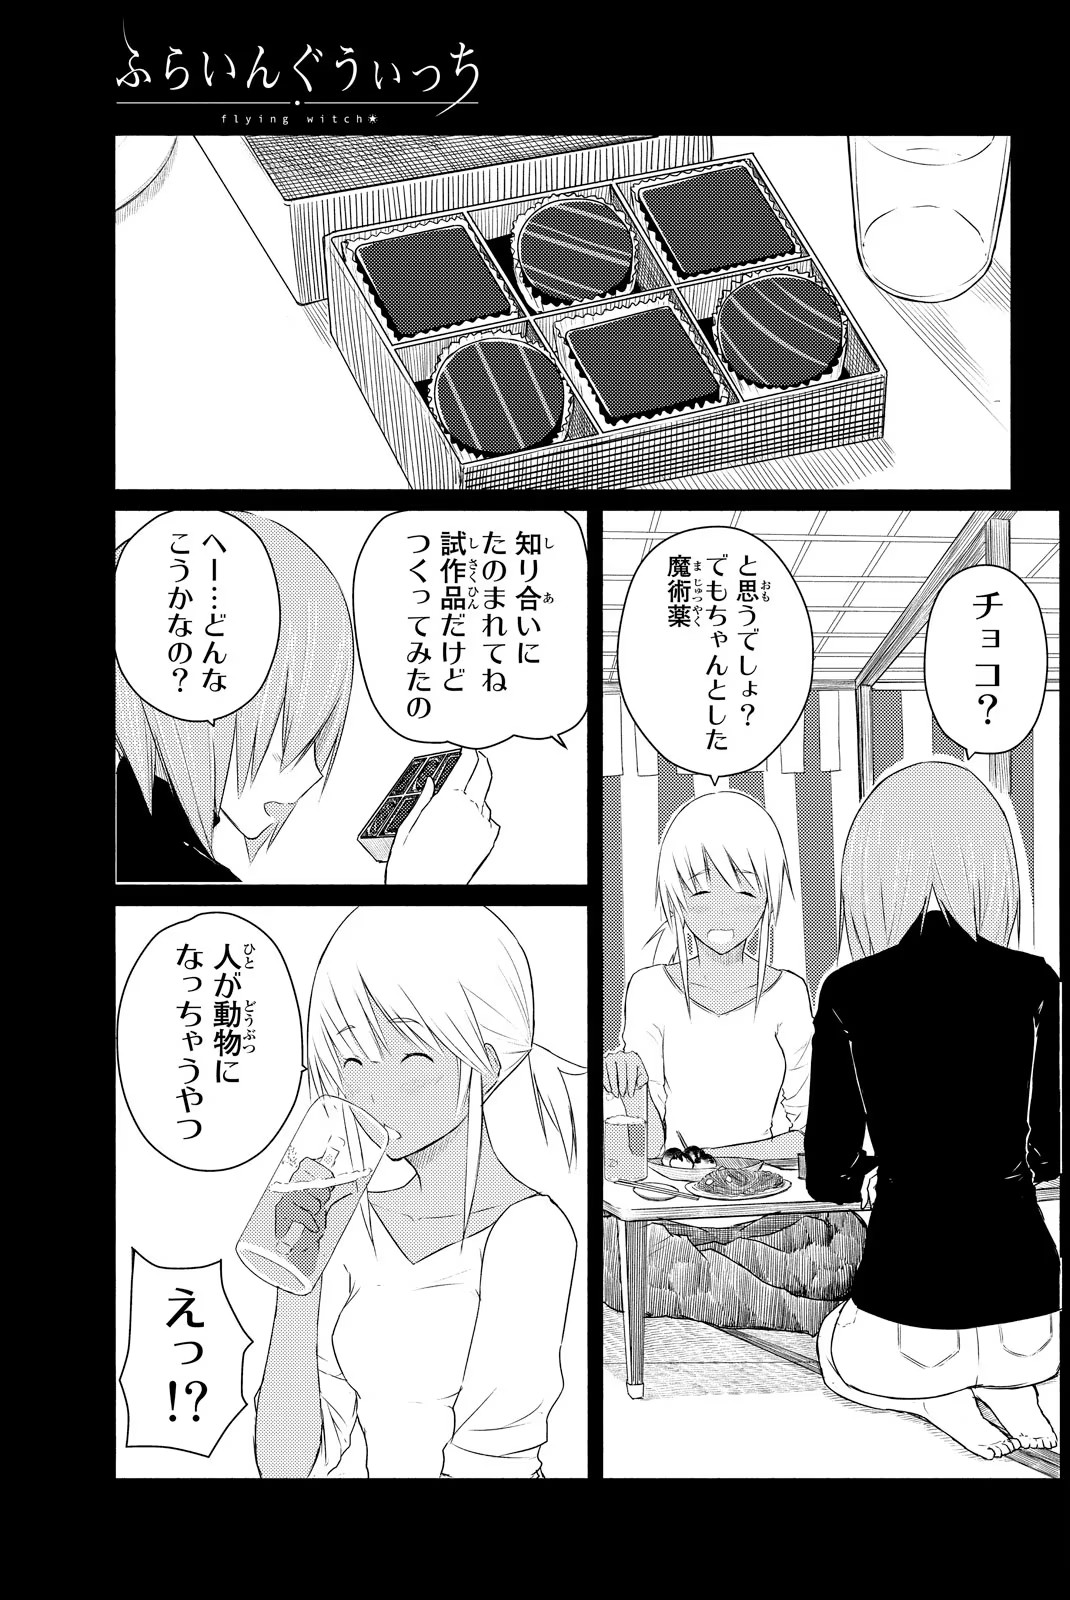 ふらいんぐうぃっち
flying witch★
チョコ？
と思うでしょ？
でもちゃんとした
魔術薬
知り合いに
たのまれてね
試作品だけど
つくってみたの
へー…どんな
こうかなの？
人が動物に
なっちゃうやつ
えっ！？